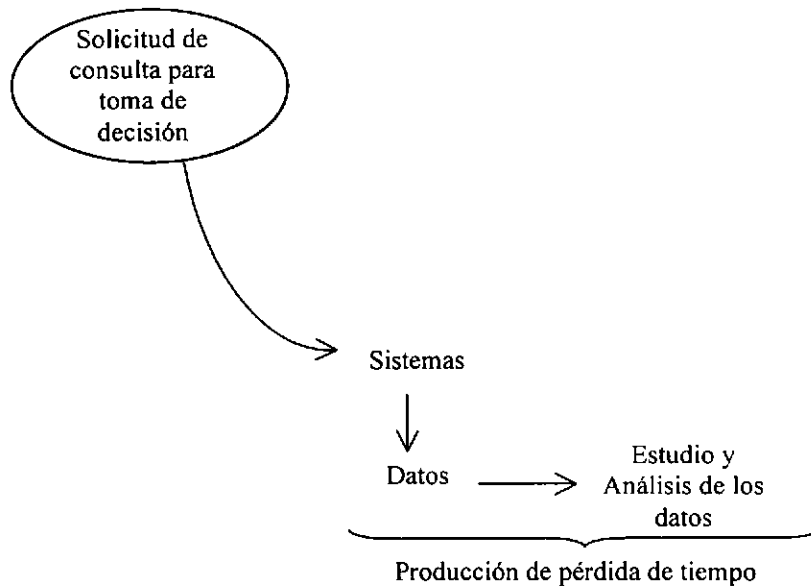 Solicitud de
consulta para
toma de
decisión
Sistemas
Datos
Estudio y
Análisis de los
datos
Producción de pérdida de tiempo